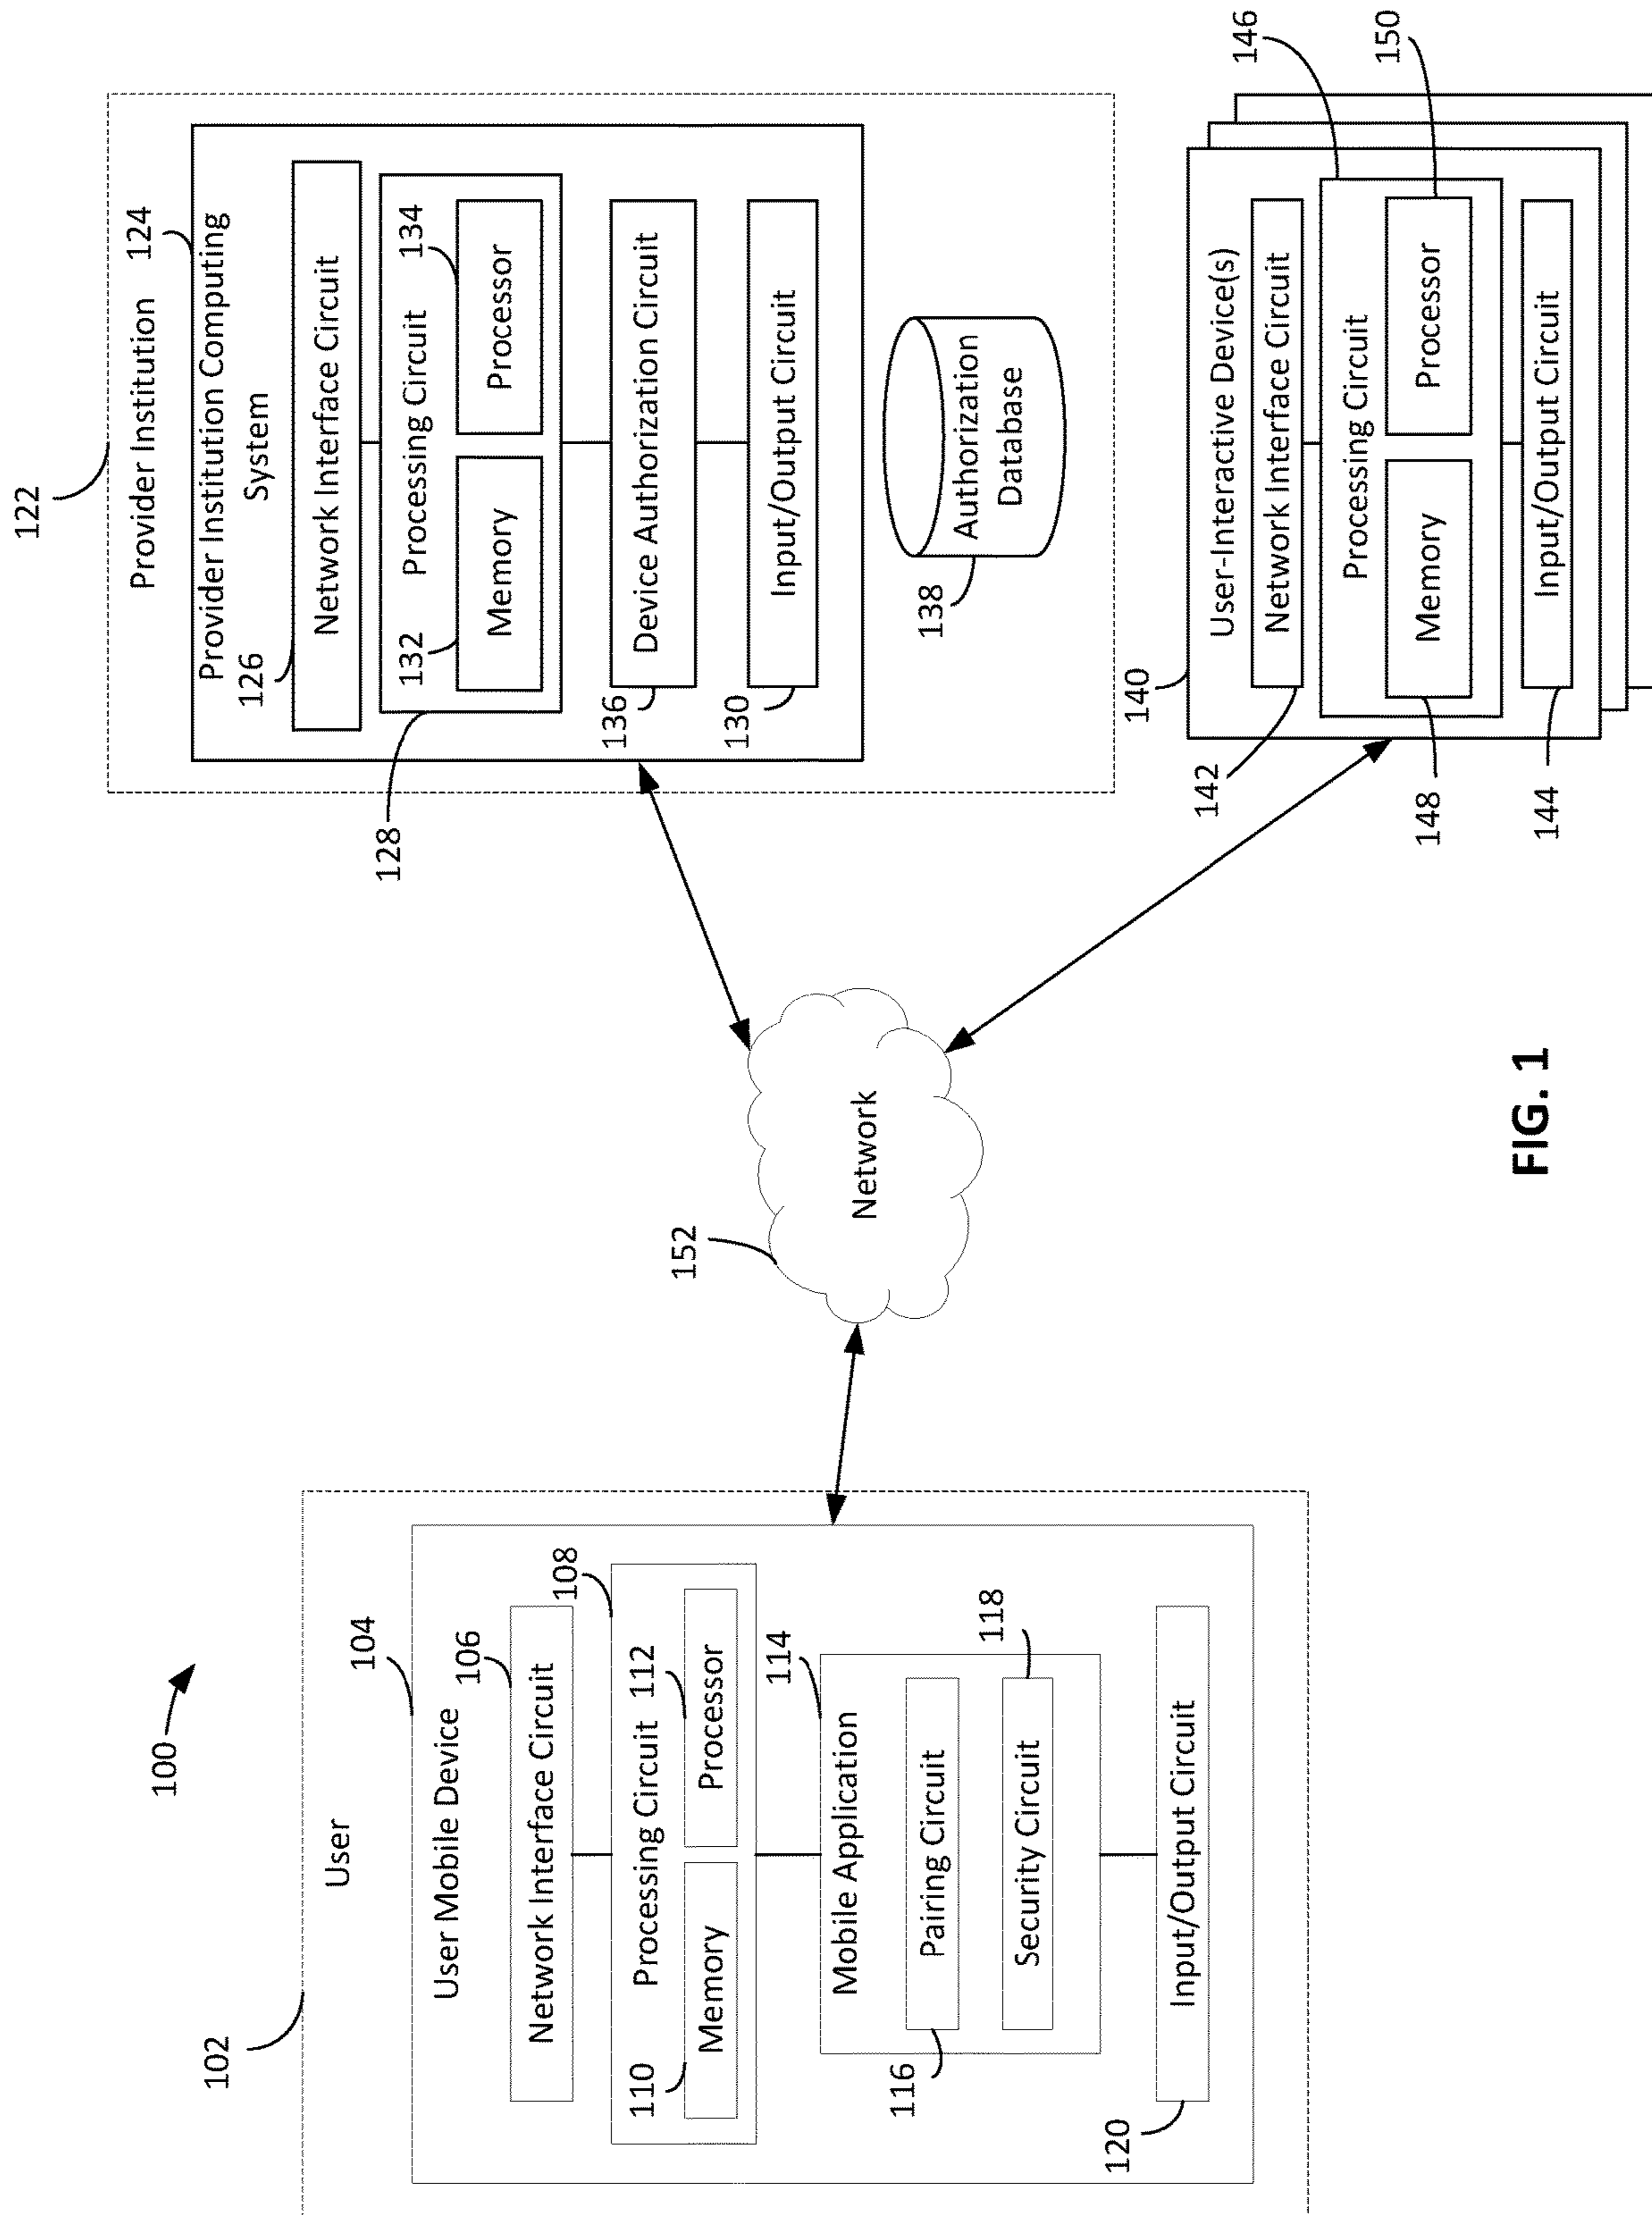 100
102
User
104
User Mobile Device
106
Network Interface Circuit
108
Processing Circuit
110
Memory
112
Processor
114
Mobile Application
116
Pairing Circuit
118
Security Circuit
120
Input/Output Circuit
152
Network
122
Provider Institution
124
Provider Institution Computing
System
126
Network Interface Circuit
128
Processing Circuit
132
Memory
134
Processor
136
Device Authorization Circuit
130
Input/Output Circuit
138
Authorization
Database
140
User-Interactive Device(s)
142
Network Interface Circuit
146
Processing Circuit
148
Memory
150
Processor
144
Input/Output Circuit
FIG. 1